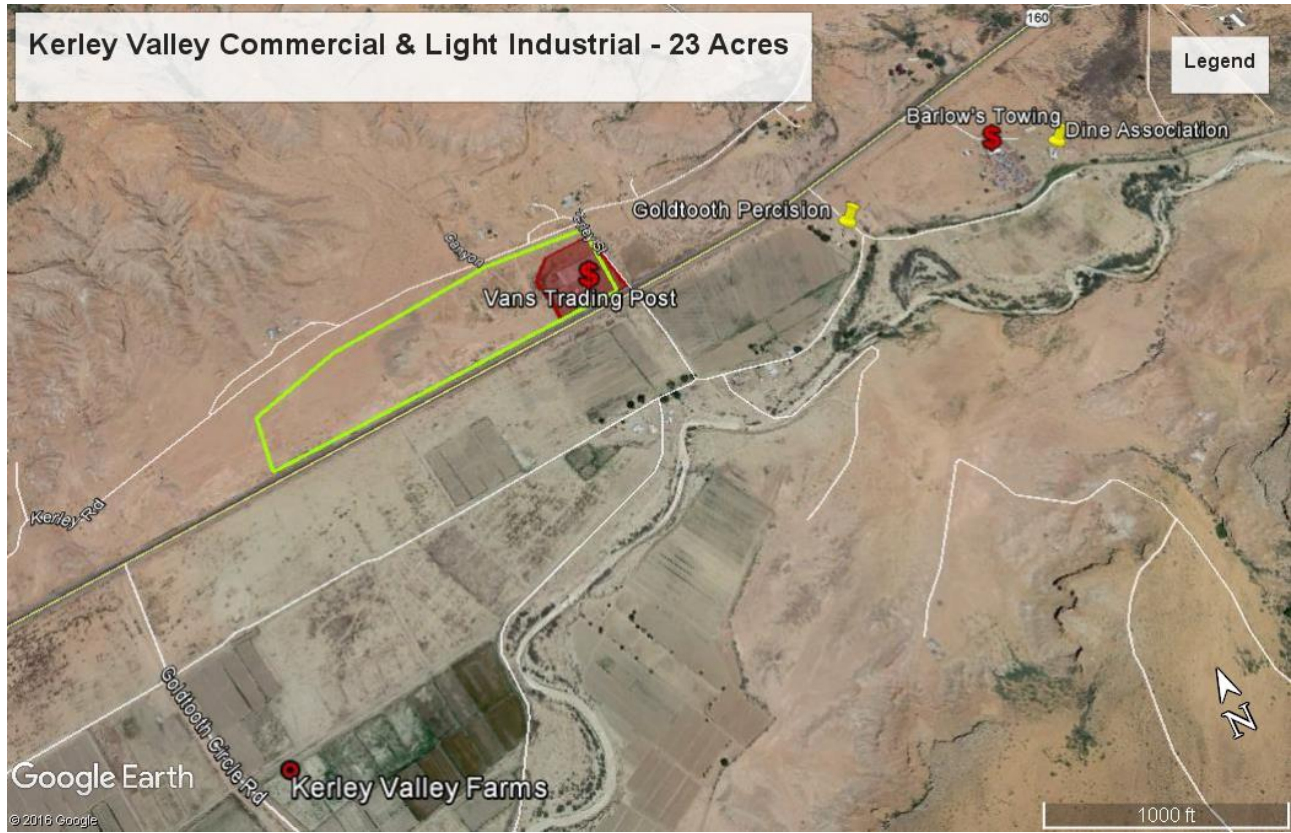 160
Kerley Valley Commercial & Light Industrial - 23 Acres
Legend
Barlow's Towing
$
Dine Association
Goldtooth Percision
Canyon
$
Vans Trading Post
Kerley Rd
Goldtooth Circle Rd
Kerley Valley Farms
N
Google Earth
© 2016 Google
1000 ft